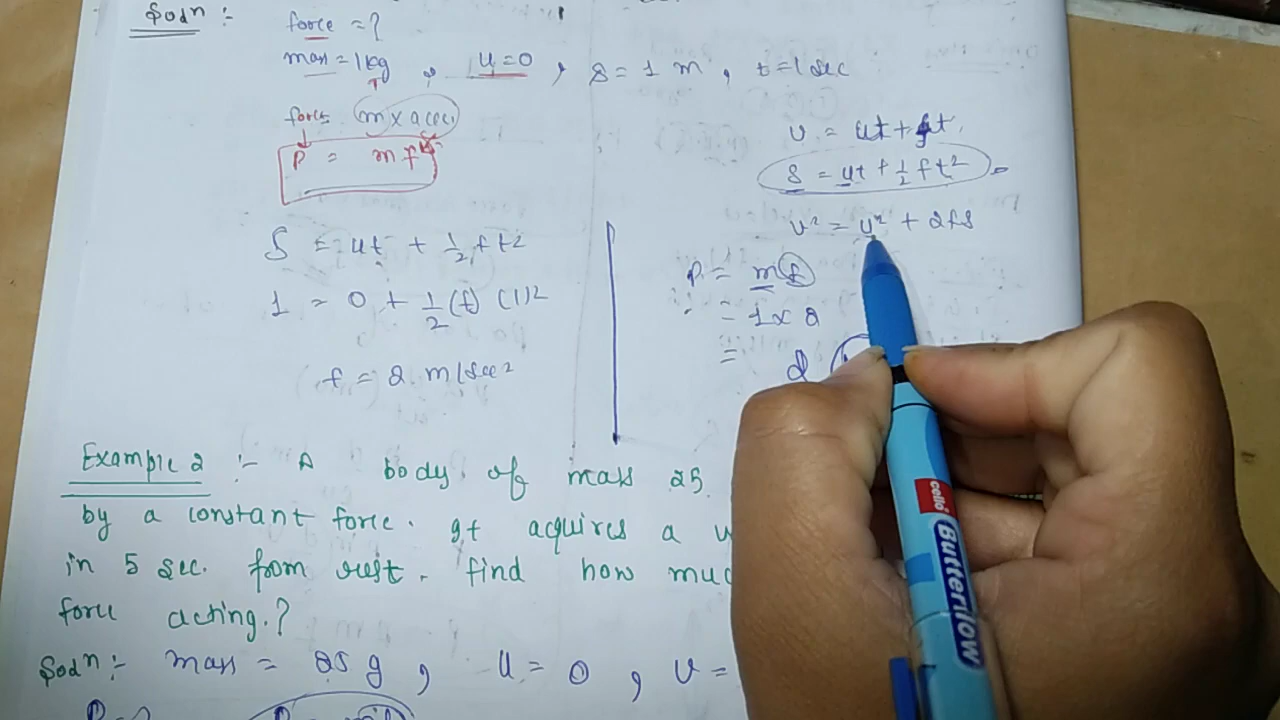 Soln :-
force = ?
mass = 1kg , u=0 , s = 1 m , t=1 sec
force m x acc.
P = mf
S = ut + 1/2 f t2
1 = 0 + 1/2 (f) (1)2
f = 2 m/sec2
v = ut + ft
S = ut + 1/2 f t2
v2 = u2 + 2fs
P = mf
= 1x 2
= 2
Example 2 :- A body of mass 25
by a constant force. It acquires a
in 5 sec. from rest. find how muc
force acting.?
Soln :- mass = 25 g , u = 0 , v =
cello
Butterflow